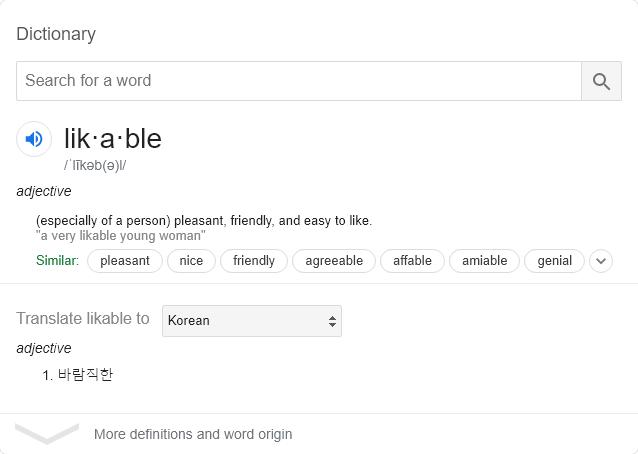 Dictionary
Search for a word
lik·a·ble
/ˈlīkəb(ə)l/
adjective
(especially of a person) pleasant, friendly, and easy to like.
"a very likable young woman"
Similar: pleasant nice friendly agreeable affable amiable genial
Translate likable to Korean
adjective
1. 바람직한
More definitions and word origin